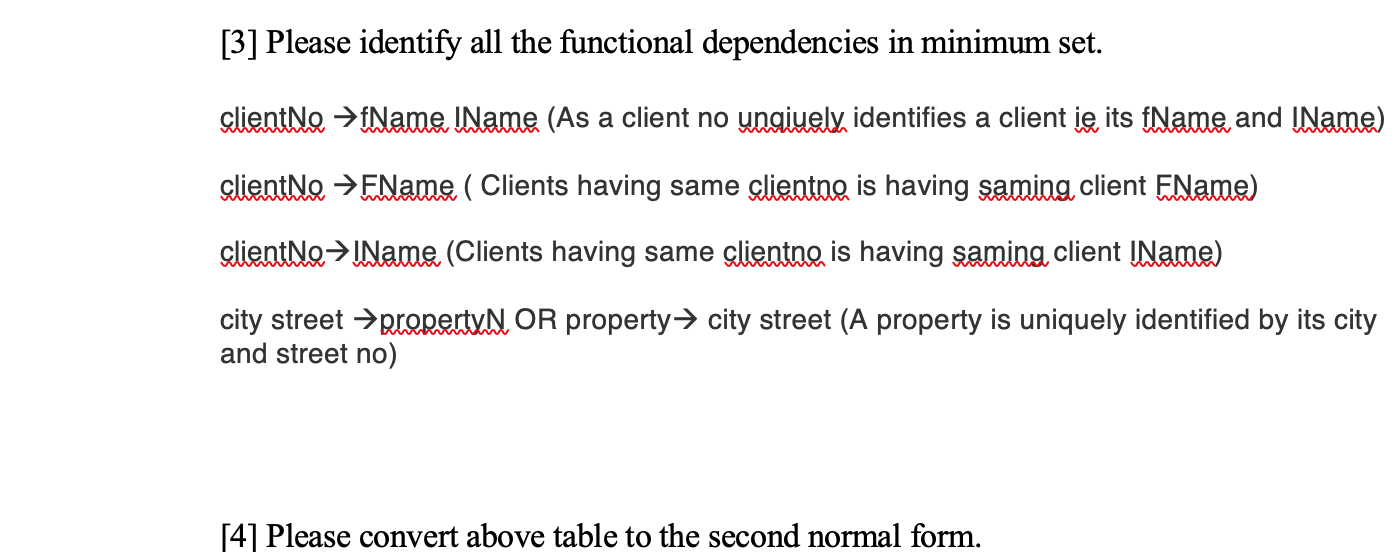 [3] Please identify all the functional dependencies in minimum set.
clientNo →fName lName (As a client no unqiuely identifies a client ie its fName and lName)
clientNo →FName ( Clients having same clientno is having saming client FName)
clientNo→lName (Clients having same clientno is having saming client lName)
city street →propertyN OR property→ city street (A property is uniquely identified by its city
and street no)
[4] Please convert above table to the second normal form.